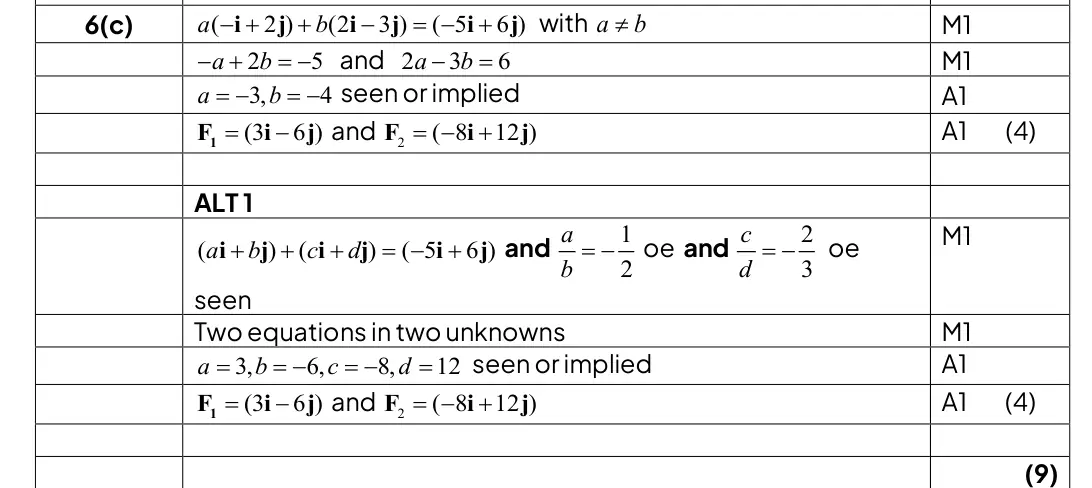 6(c) a(−i + 2j) + b(2i − 3j) = (−5i + 6j) with a ≠ b M1
−a + 2b = −5 and 2a − 3b = 6 M1
a = −3, b = −4 seen or implied A1
F₁ = (3i − 6j) and F₂ = (−8i + 12j) A1 (4)
ALT 1
(ai + bj) + (ci + dj) = (−5i + 6j) and a/b = −1/2 oe and c/d = −2/3 oe M1
seen
Two equations in two unknowns M1
a = 3, b = −6, c = −8, d = 12 seen or implied A1
F₁ = (3i − 6j) and F₂ = (−8i + 12j) A1 (4)
(9)